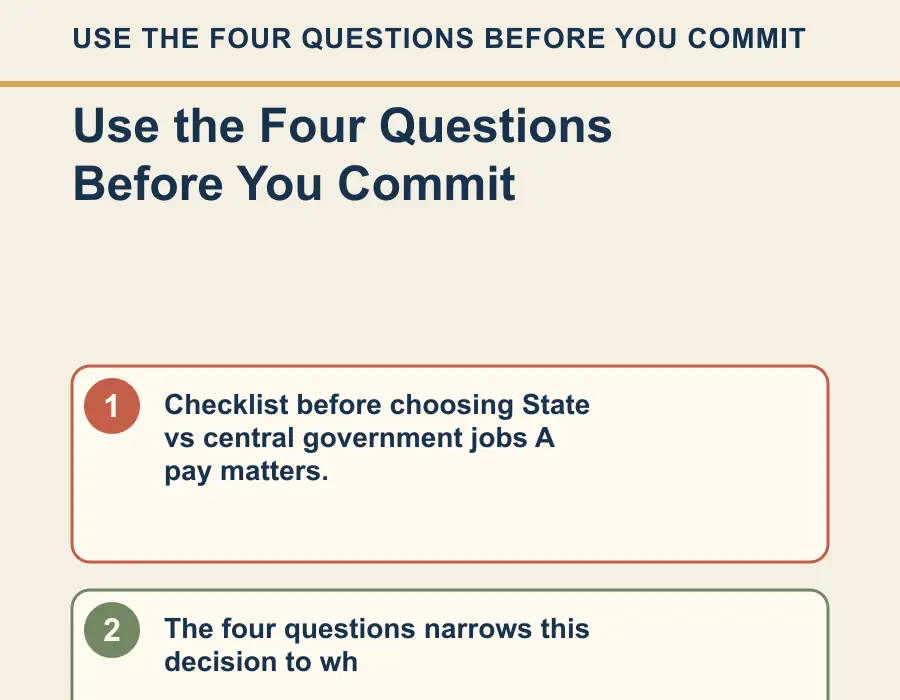 USE THE FOUR QUESTIONS BEFORE YOU COMMIT
Use the Four Questions
Before You Commit
1
Checklist before choosing State
vs central government jobs A
pay matters.
2
The four questions narrows this
decision to wh